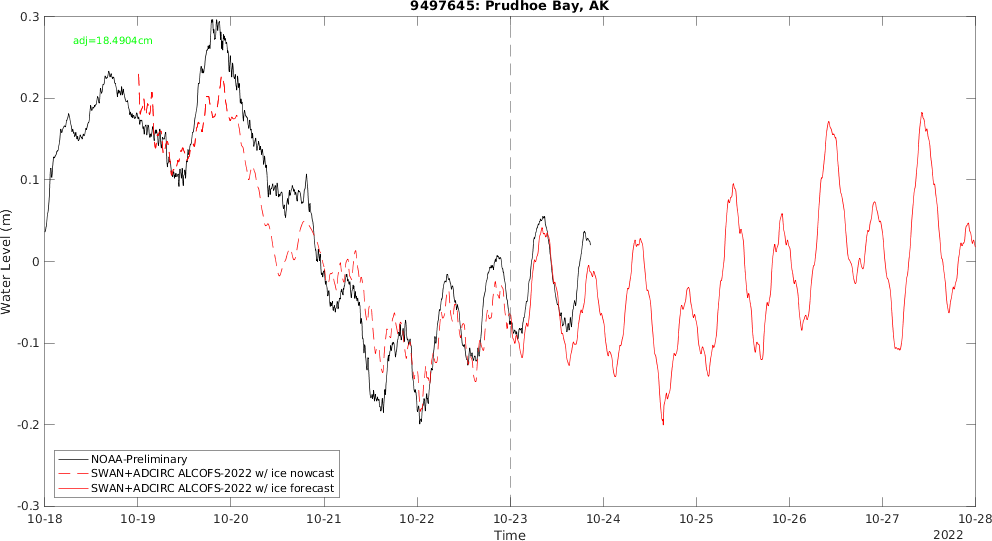 9497645: Prudhoe Bay, AK
adj=18.4904cm
0.3
0.2
0.1
0
-0.1
-0.2
-0.3
Water Level (m)
NOAA-Preliminary
SWAN+ADCIRC ALCOFS-2022 w/ ice nowcast
SWAN+ADCIRC ALCOFS-2022 w/ ice forecast
10-18 10-19 10-20 10-21 10-22 10-23 10-24 10-25 10-26 10-27 10-28
Time
2022